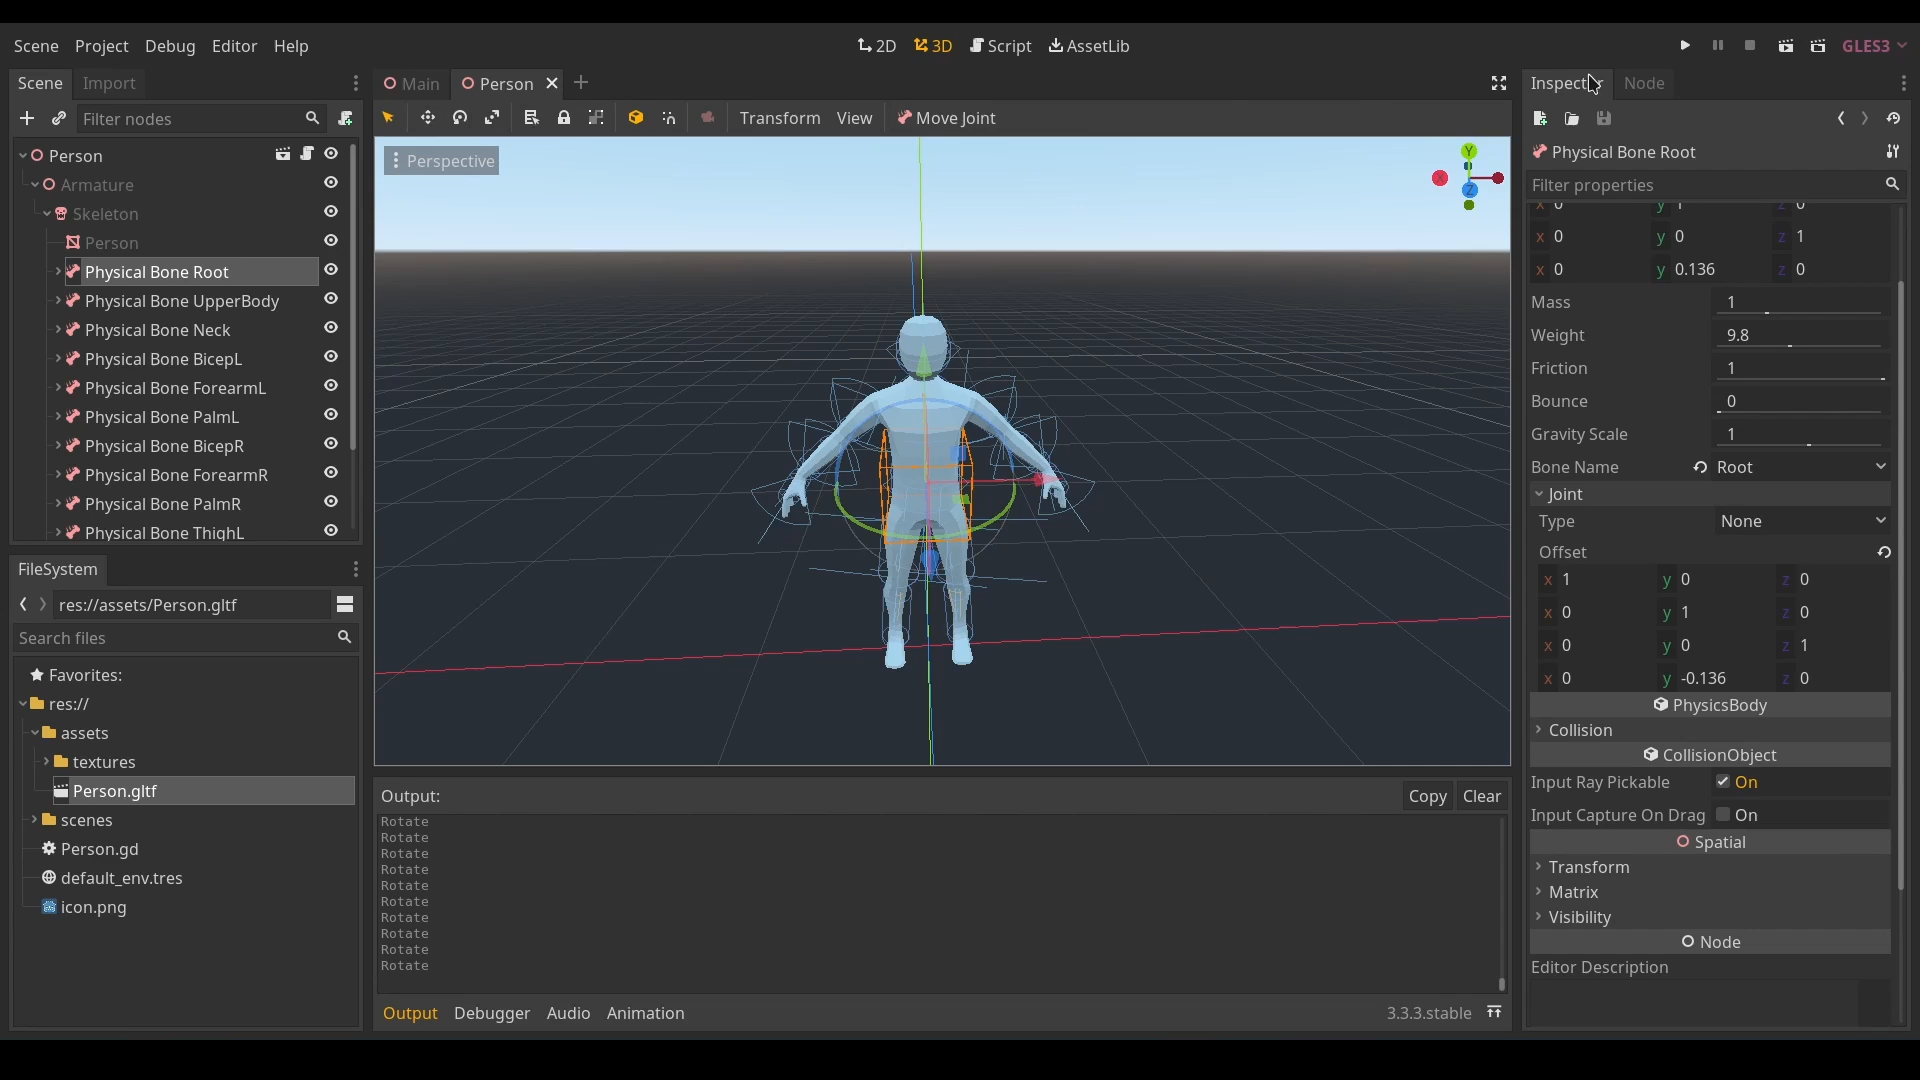 Scene Project Debug Editor Help
2D 3D Script AssetLib
GLES3
Scene Import
Filter nodes
Person
Armature
Skeleton
Person
Physical Bone Root
Physical Bone UpperBody
Physical Bone Neck
Physical Bone BicepL
Physical Bone ForearmL
Physical Bone PalmL
Physical Bone BicepR
Physical Bone ForearmR
Physical Bone PalmR
Physical Bone ThighL
FileSystem
res://assets/Person.gltf
Search files
Favorites:
res://
assets
textures
Person.gltf
scenes
Person.gd
default_env.tres
icon.png
Main Person
Transform View Move Joint
Perspective
Y
X
Z
Output: Copy Clear
Rotate
Rotate
Rotate
Rotate
Rotate
Rotate
Rotate
Rotate
Rotate
Rotate
Output Debugger Audio Animation 3.3.3.stable
Inspector Node
Physical Bone Root
Filter properties
x 0 y 1 z 0
x 0 y 0 z 1
x 0 y 0.136 z 0
Mass 1
Weight 9.8
Friction 1
Bounce 0
Gravity Scale 1
Bone Name Root
Joint
Type None
Offset
x 1 y 0 z 0
x 0 y 1 z 0
x 0 y 0 z 1
x 0 y -0.136 z 0
PhysicsBody
Collision
CollisionObject
Input Ray Pickable On
Input Capture On Drag On
Spatial
Transform
Matrix
Visibility
Node
Editor Description